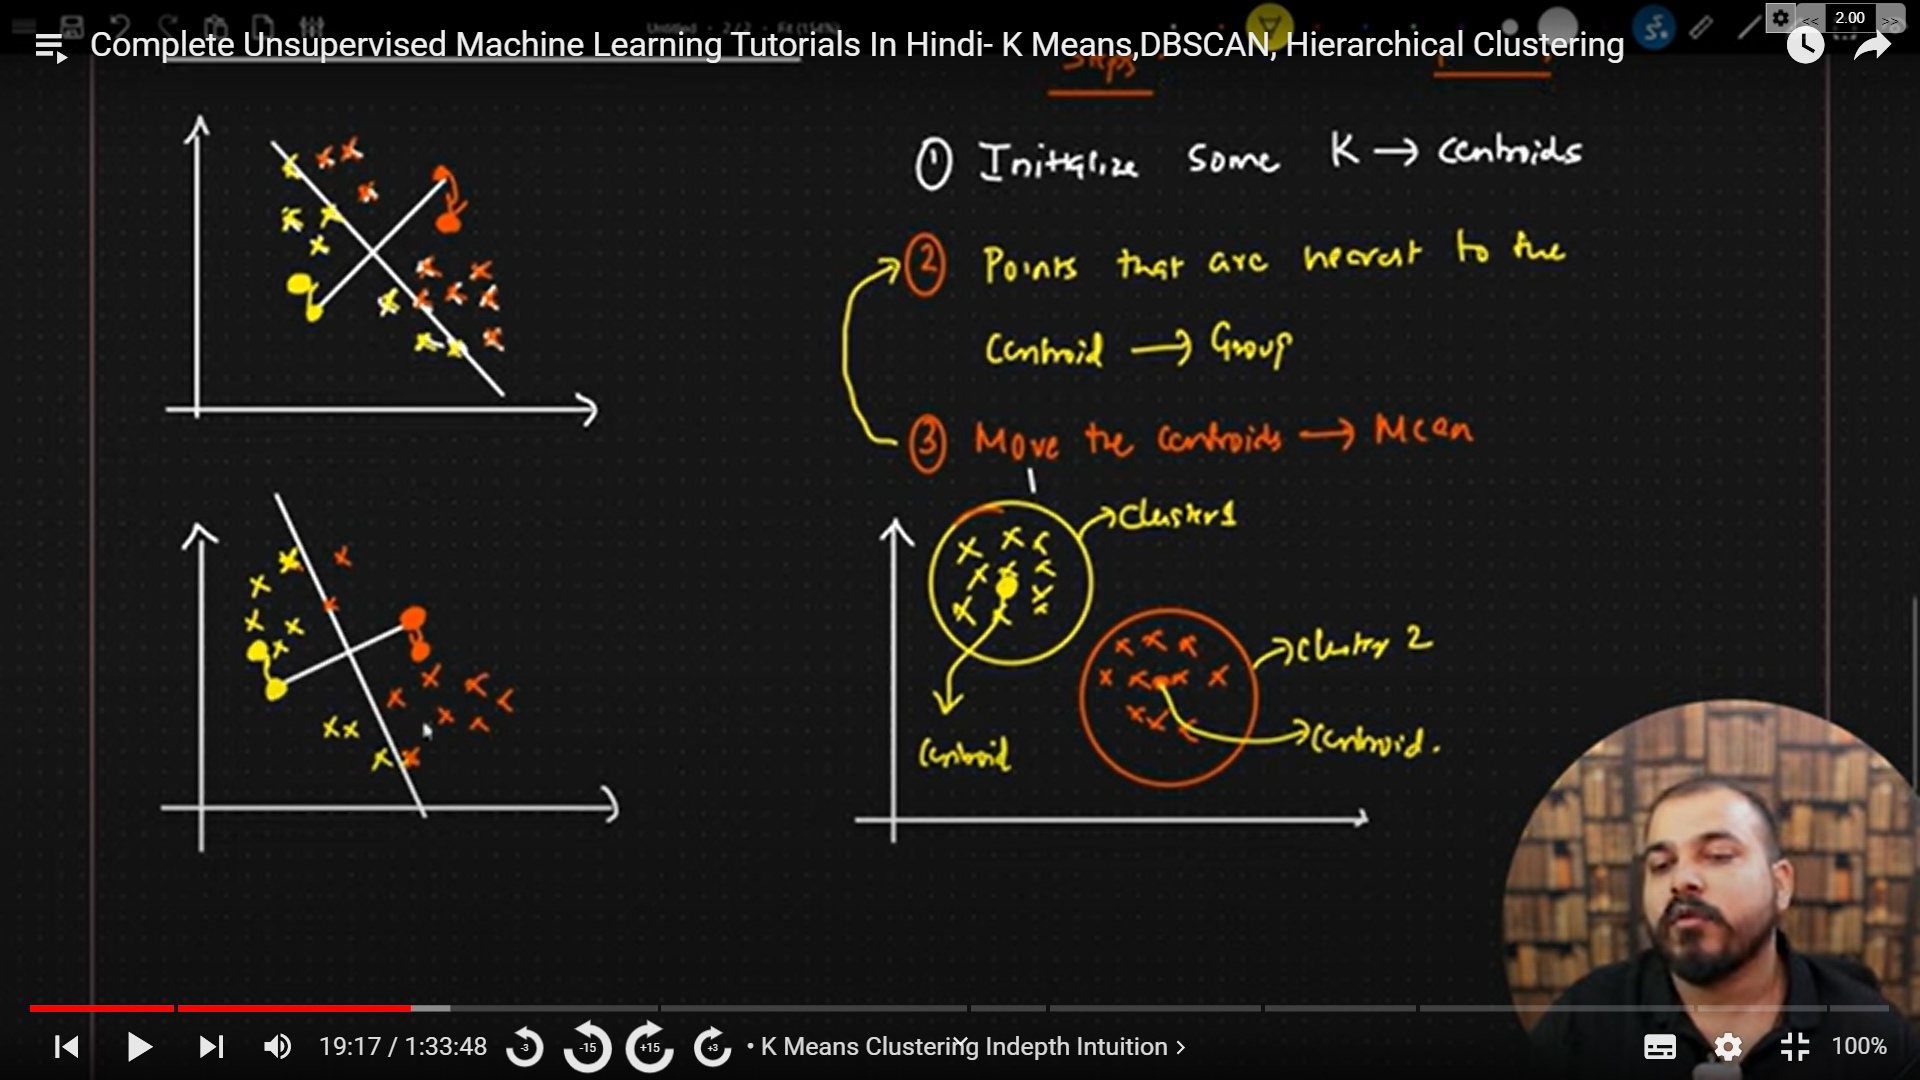 Complete Unsupervised Machine Learning Tutorials In Hindi- K Means,DBSCAN, Hierarchical Clustering
<< 2.00 >>
Steps
① Initialize some K → centroids
② Points that are nearest to the
Centroid → Group
③ Move the centroids → Mean
Cluster 1
Cluster 2
Centroid
Centroid.
19:17 / 1:33:48
-3
-15
+15
+3
• K Means Clustering Indepth Intuition >
100%